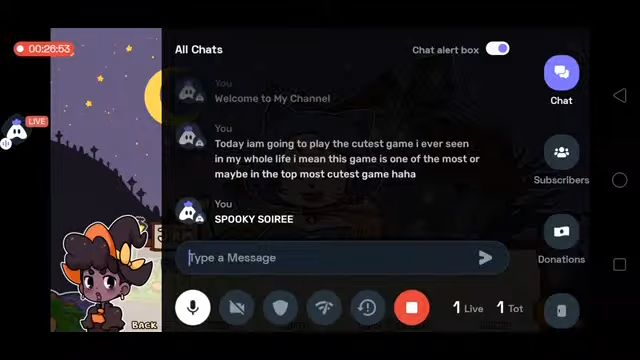 00:26:53
All Chats
Chat alert box
You
Welcome to My Channel
Chat
LIVE
You
Today iam going to play the cutest game i ever seen
in my whole life i mean this game is one of the most or
maybe in the top most cutest game haha
Subscribers
You
SPOOKY SOIREE
Type a Message
Donations
1 Live
1 Tot
BACK